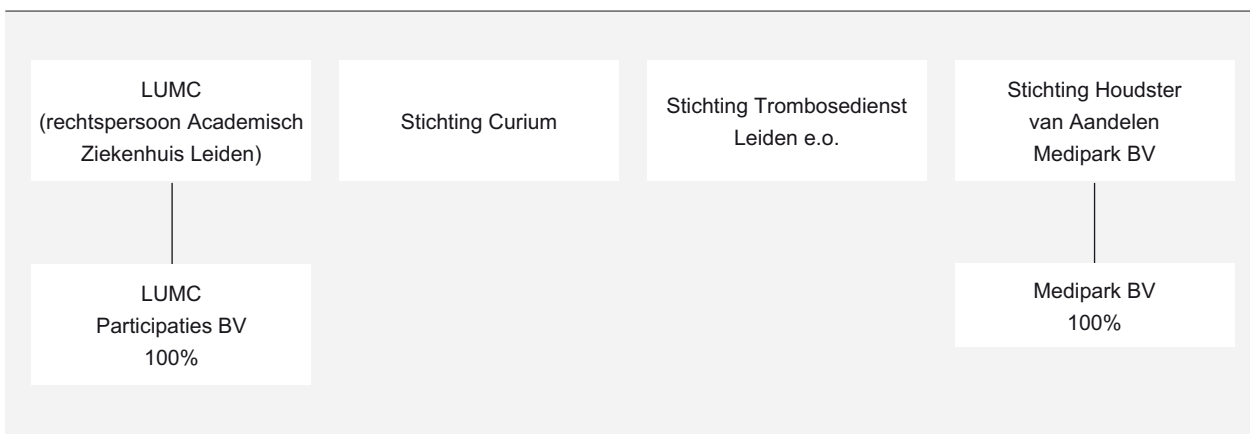 LUMC
(rechtspersoon Academisch
Ziekenhuis Leiden)
Stichting Curium
Stichting Trombosedienst
Leiden e.o.
Stichting Houdster
van Aandelen
Medipark BV
LUMC
Participaties BV
100%
Medipark BV
100%